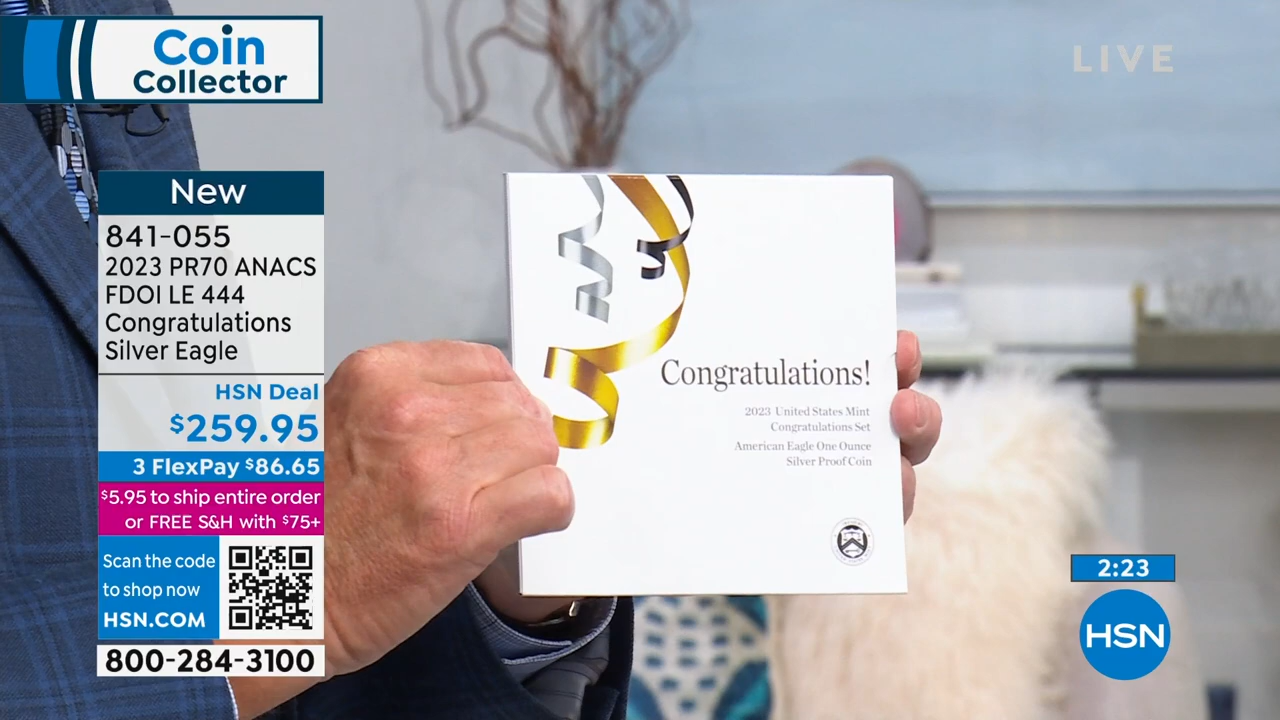 Coin
Collector
LIVE
New
841-055
2023 PR70 ANACS
FDOI LE 444
Congratulations
Silver Eagle
HSN Deal
$259.95
3 FlexPay $86.65
$5.95 to ship entire order
or FREE S&H with $75+
Scan the code
to shop now
HSN.COM
800-284-3100
Congratulations!
2023 United States Mint
Congratulations Set
American Eagle One Ounce
Silver Proof Coin
2:23
HSN